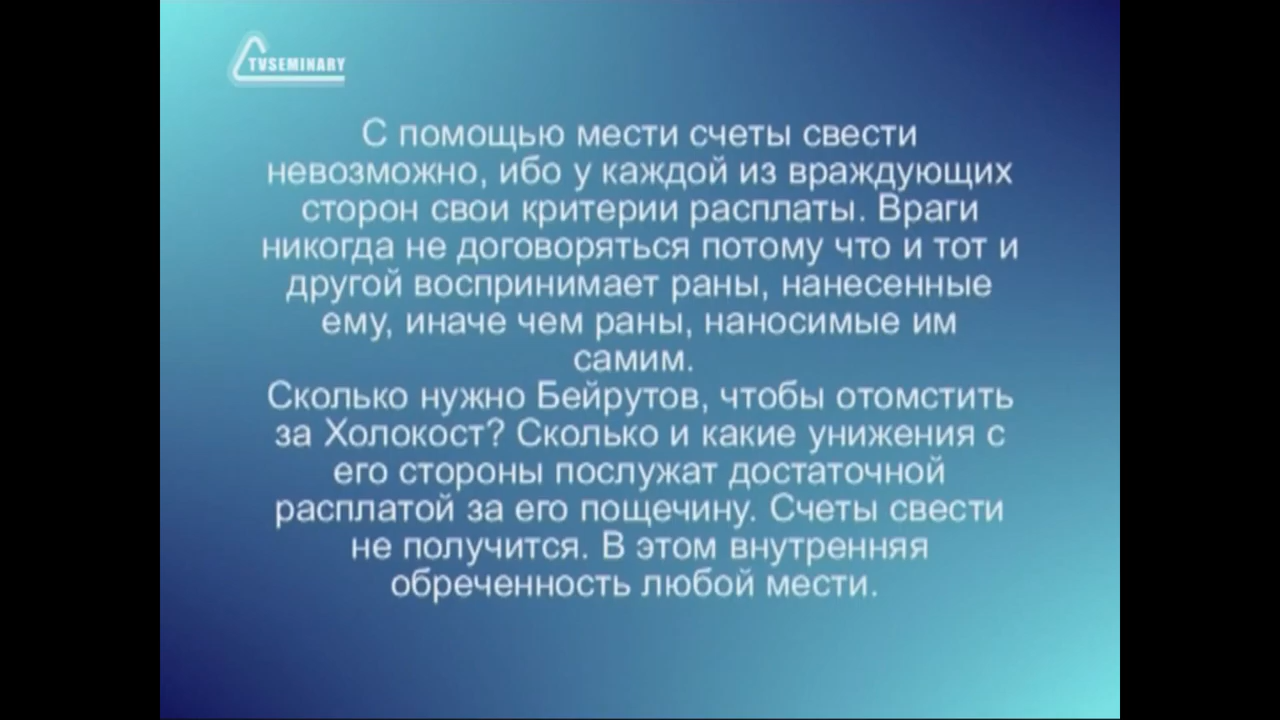 TVSEMINARY
С помощью мести счеты свести
невозможно, ибо у каждой из враждующих
сторон свои критерии расплаты. Враги
никогда не договоряться потому что и тот и
другой воспринимает раны, нанесенные
ему, иначе чем раны, наносимые им
самим.
Сколько нужно Бейрутов, чтобы отомстить
за Холокост? Сколько и какие унижения с
его стороны послужат достаточной
расплатой за его пощечину. Счеты свести
не получится. В этом внутренняя
обреченность любой мести.